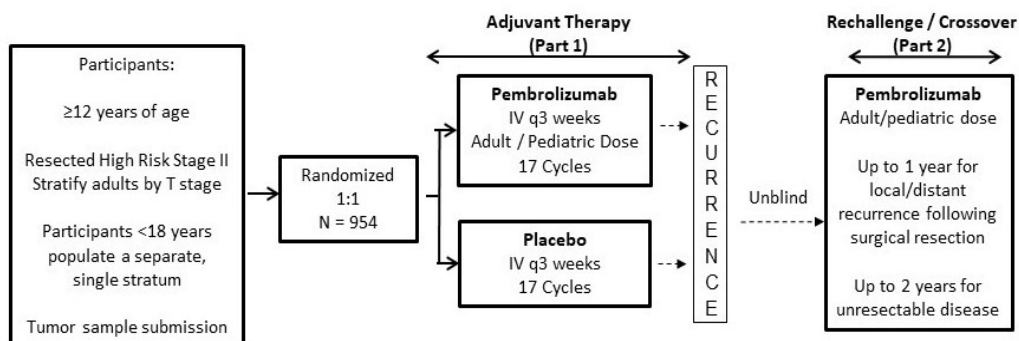 Participants:
≥12 years of age
Resected High Risk Stage II
Stratify adults by T stage
Participants <18 years
populate a separate,
single stratum
Tumor sample submission
Randomized
1:1
N = 954
Adjuvant Therapy
(Part 1)
Pembrolizumab
IV q3 weeks
Adult / Pediatric Dose
17 Cycles
Placebo
IV q3 weeks
17 Cycles
RECURRENCE
Unblind
Rechallenge / Crossover
(Part 2)
Pembrolizumab
Adult/pediatric dose
Up to 1 year for
local/distant
recurrence following
surgical resection
Up to 2 years for
unresectable disease